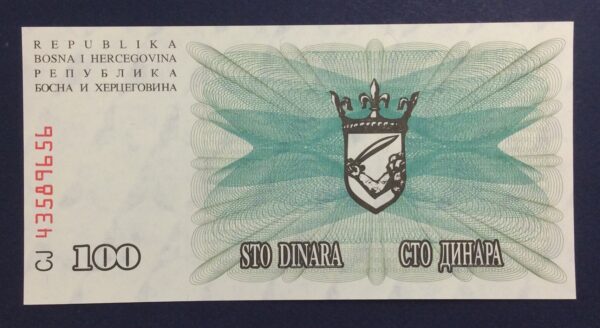 REPUBLIKA
BOSNA I HERCEGOVINA
РЕПУБЛИКА
БОСНА И ХЕРЦЕГОВИНА
CJ 43589656
100
STO DINARA
СТО ДИНАРА